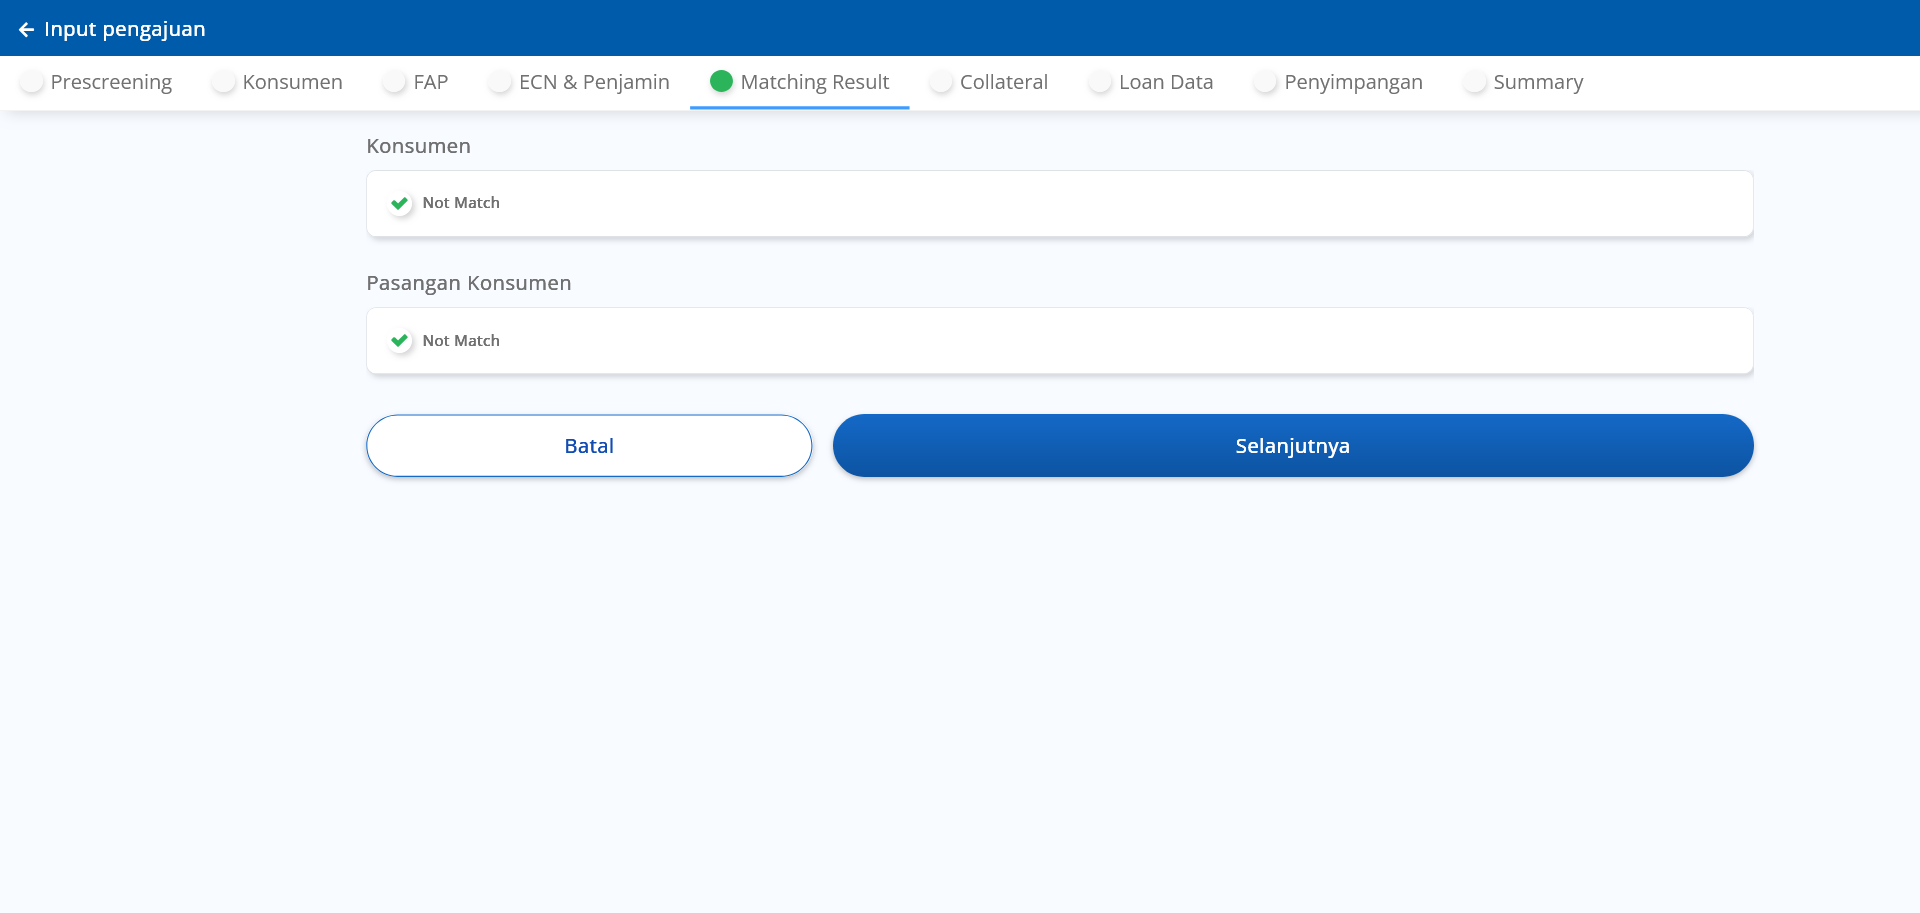 Input pengajuan
Prescreening Konsumen FAP ECN & Penjamin Matching Result Collateral Loan Data Penyimpangan Summary
Konsumen
Not Match
Pasangan Konsumen
Not Match
Batal Selanjutnya